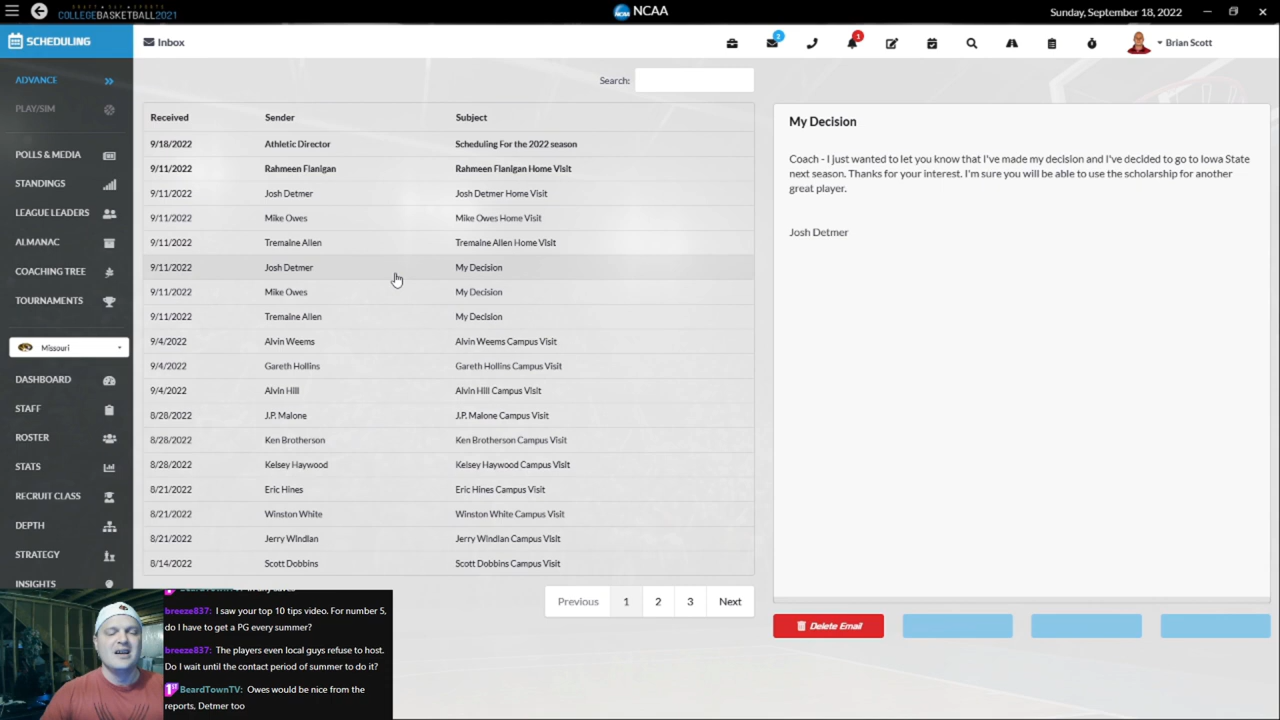 DRAFT DAY SPORTS
COLLEGEBASKETBALL2021
NCAA
Sunday, September 18, 2022
SCHEDULING
Inbox
2
1
Brian Scott
ADVANCE
PLAY/SIM
POLLS & MEDIA
STANDINGS
LEAGUE LEADERS
ALMANAC
COACHING TREE
TOURNAMENTS
Missouri
DASHBOARD
STAFF
ROSTER
STATS
RECRUIT CLASS
DEPTH
STRATEGY
INSIGHTS
Search:
Received Sender Subject
9/18/2022 Athletic Director Scheduling For the 2022 season
9/11/2022 Rahmeen Flanigan Rahmeen Flanigan Home Visit
9/11/2022 Josh Detmer Josh Detmer Home Visit
9/11/2022 Mike Owes Mike Owes Home Visit
9/11/2022 Tremaine Allen Tremaine Allen Home Visit
9/11/2022 Josh Detmer My Decision
9/11/2022 Mike Owes My Decision
9/11/2022 Tremaine Allen My Decision
9/4/2022 Alvin Weems Alvin Weems Campus Visit
9/4/2022 Gareth Hollins Gareth Hollins Campus Visit
9/4/2022 Alvin Hill Alvin Hill Campus Visit
8/28/2022 J.P. Malone J.P. Malone Campus Visit
8/28/2022 Ken Brotherson Ken Brotherson Campus Visit
8/28/2022 Kelsey Haywood Kelsey Haywood Campus Visit
8/21/2022 Eric Hines Eric Hines Campus Visit
8/21/2022 Winston White Winston White Campus Visit
8/21/2022 Jerry Windian Jerry Windian Campus Visit
8/14/2022 Scott Dobbins Scott Dobbins Campus Visit
Previous 1 2 3 Next
My Decision
Coach - I just wanted to let you know that I've made my decision and I've decided to go to Iowa State
next season. Thanks for your interest. I'm sure you will be able to use the scholarship for another
great player.
Josh Detmer
Delete Email
breeze837: I saw your top 10 tips video. For number 5,
do I have to get a PG every summer?
breeze837: The players even local guys refuse to host.
Do I wait until the contact period of summer to do it?
BeardTownTV: Owes would be nice from the
reports, Detmer too